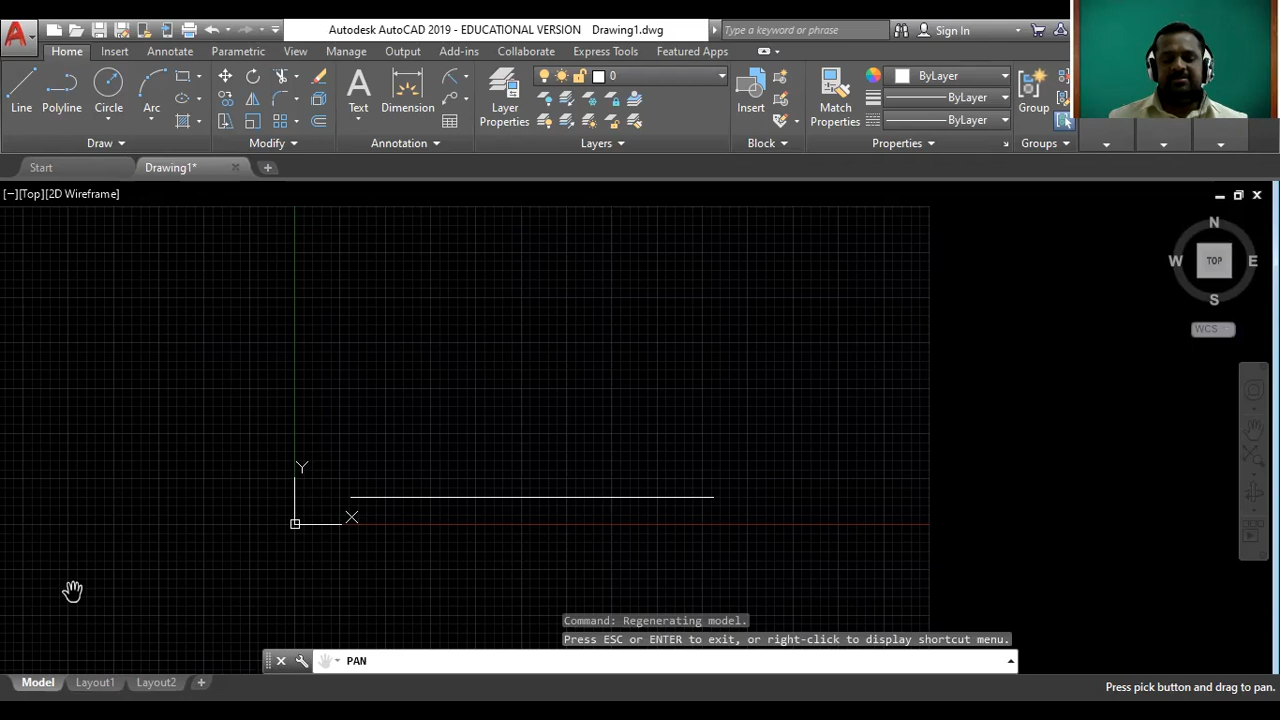 A Autodesk AutoCAD 2019 - EDUCATIONAL VERSION Drawing1.dwg Type a keyword or phrase Sign In
Home Insert Annotate Parametric View Manage Output Add-ins Collaborate Express Tools Featured Apps
0 ByLayer
ByLayer
Line Polyline Circle Arc A Text Dimension Layer Properties Insert Match Properties Group
ByLayer
Draw Modify Annotation Layers Block Properties Groups
Start Drawing1* +
[−][Top][2D Wireframe]
N
W TOP E
S
WCS
Y
X
Command: Regenerating model.
Press ESC or ENTER to exit, or right-click to display shortcut menu.
PAN
Model Layout1 Layout2 +
Press pick button and drag to pan.